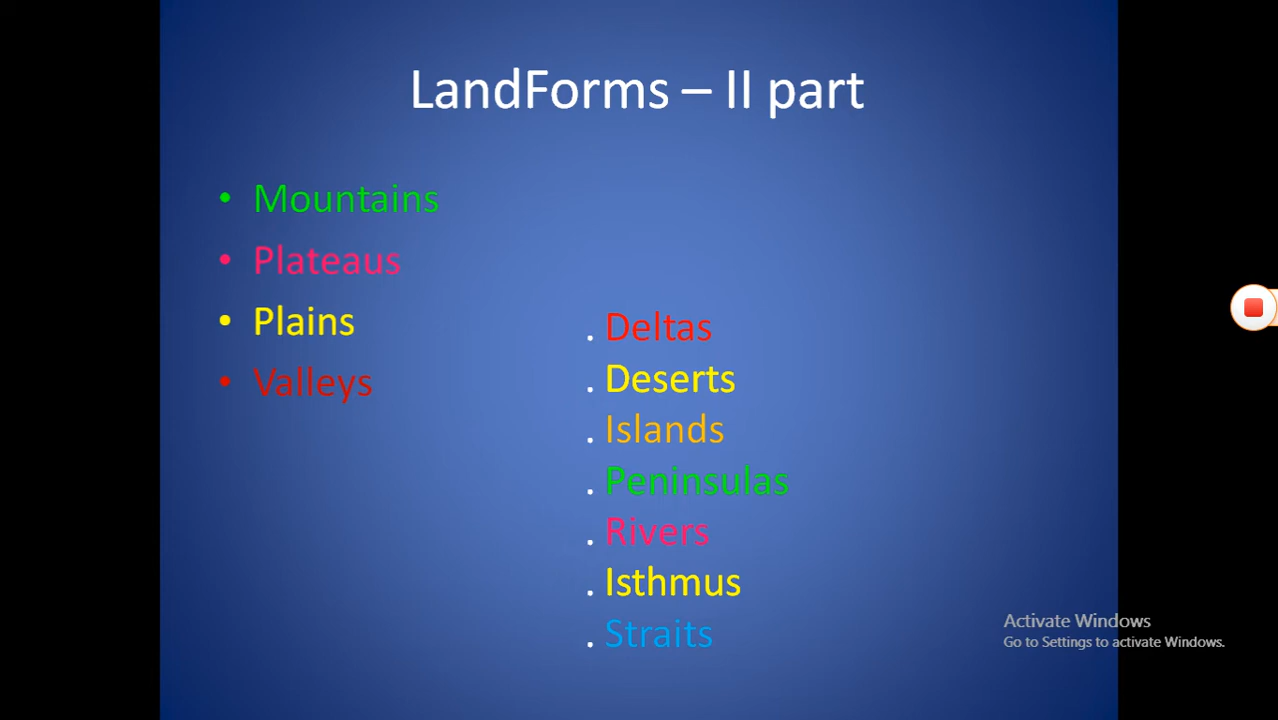 LandForms – II part
• Mountains
• Plateaus
• Plains
• Valleys
. Deltas
. Deserts
. Islands
. Peninsulas
. Rivers
. Isthmus
. Straits
Activate Windows
Go to Settings to activate Windows.